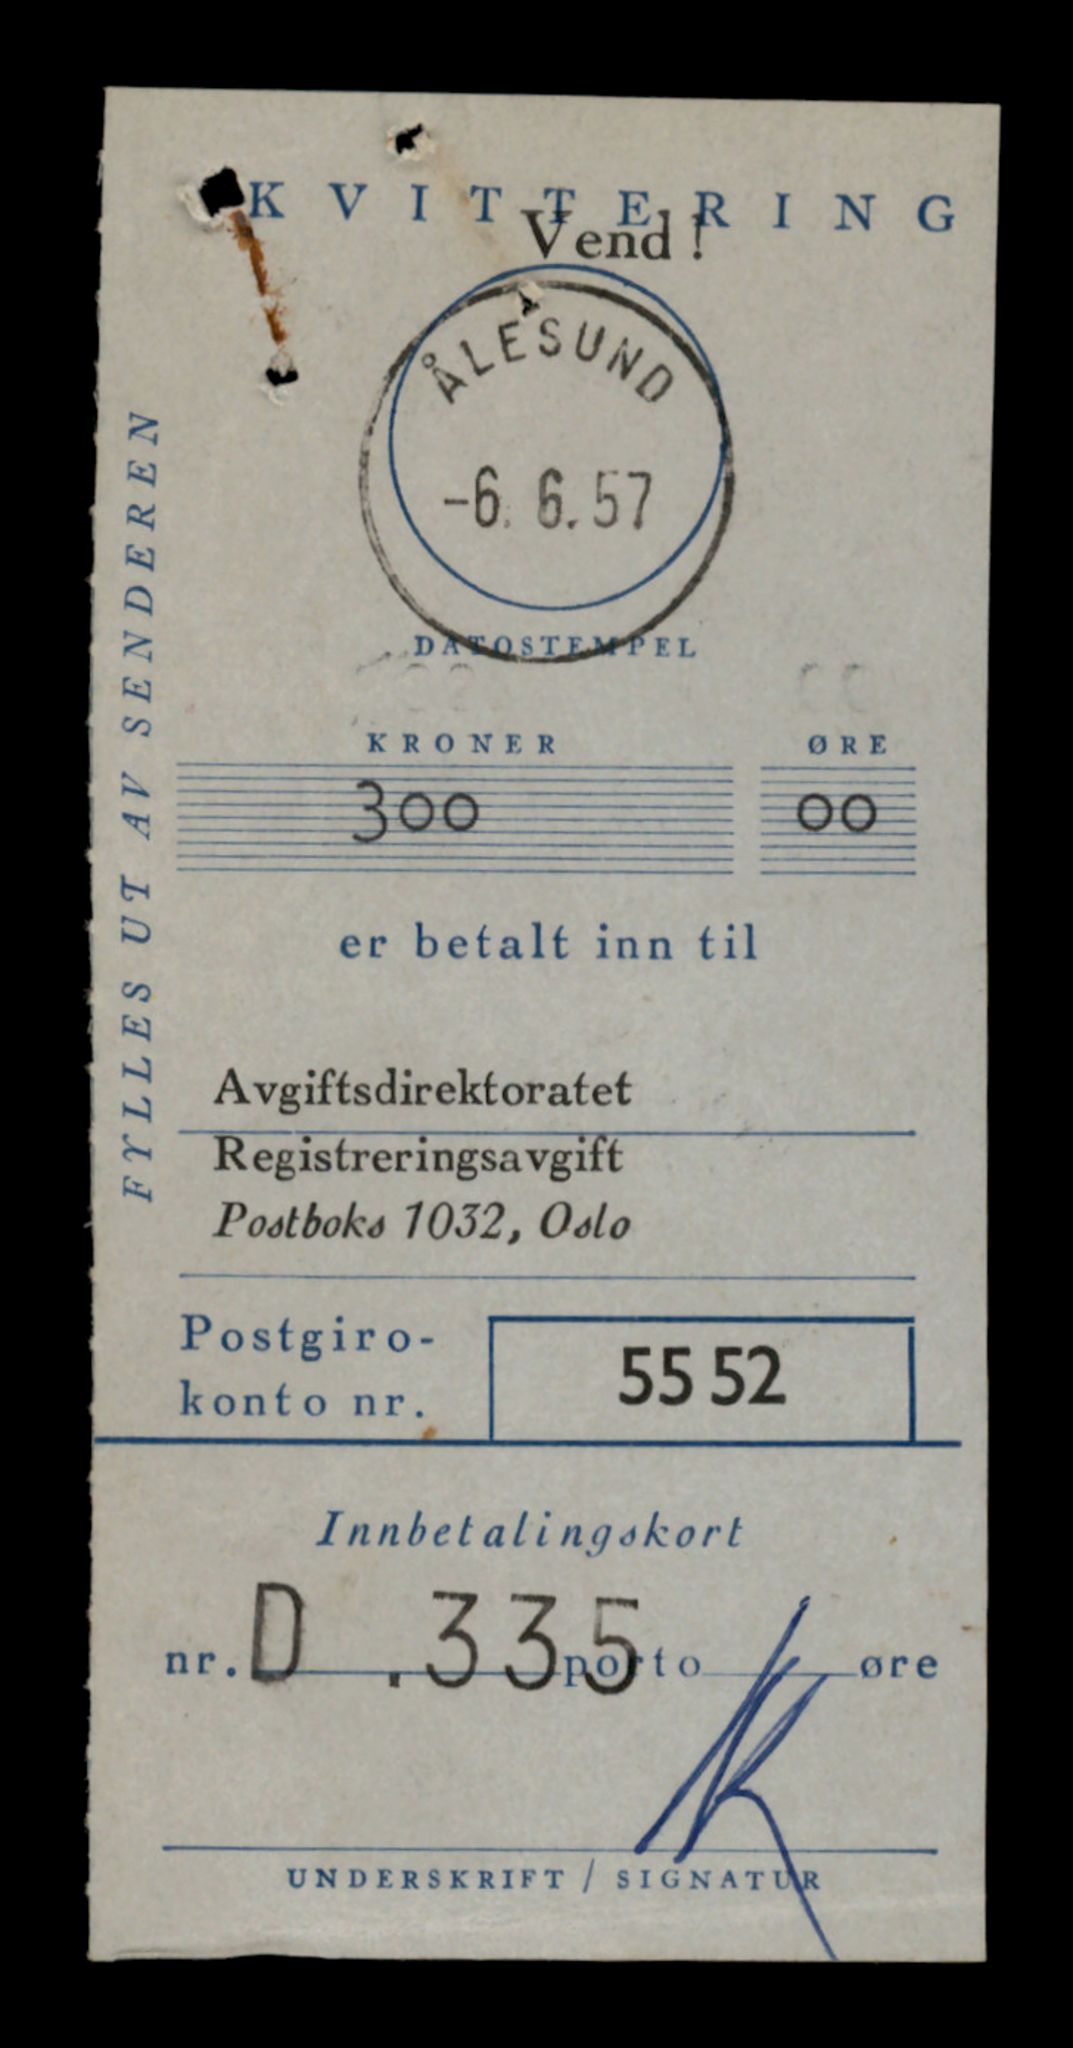 KVITTERING
Vend !
ÅLESUND
-6. 6.57
DATOSTEMPEL
FYLLES UT AV SENDEREN
KRONER ØRE
300 00
er betalt inn til
Avgiftsdirektoratet
Registreringsavgift
Postboks 1032, Oslo
Postgiro-
konto nr. 55 52
Innbetalingskort
nr. D .335 porto øre
UNDERSKRIFT / SIGNATUR